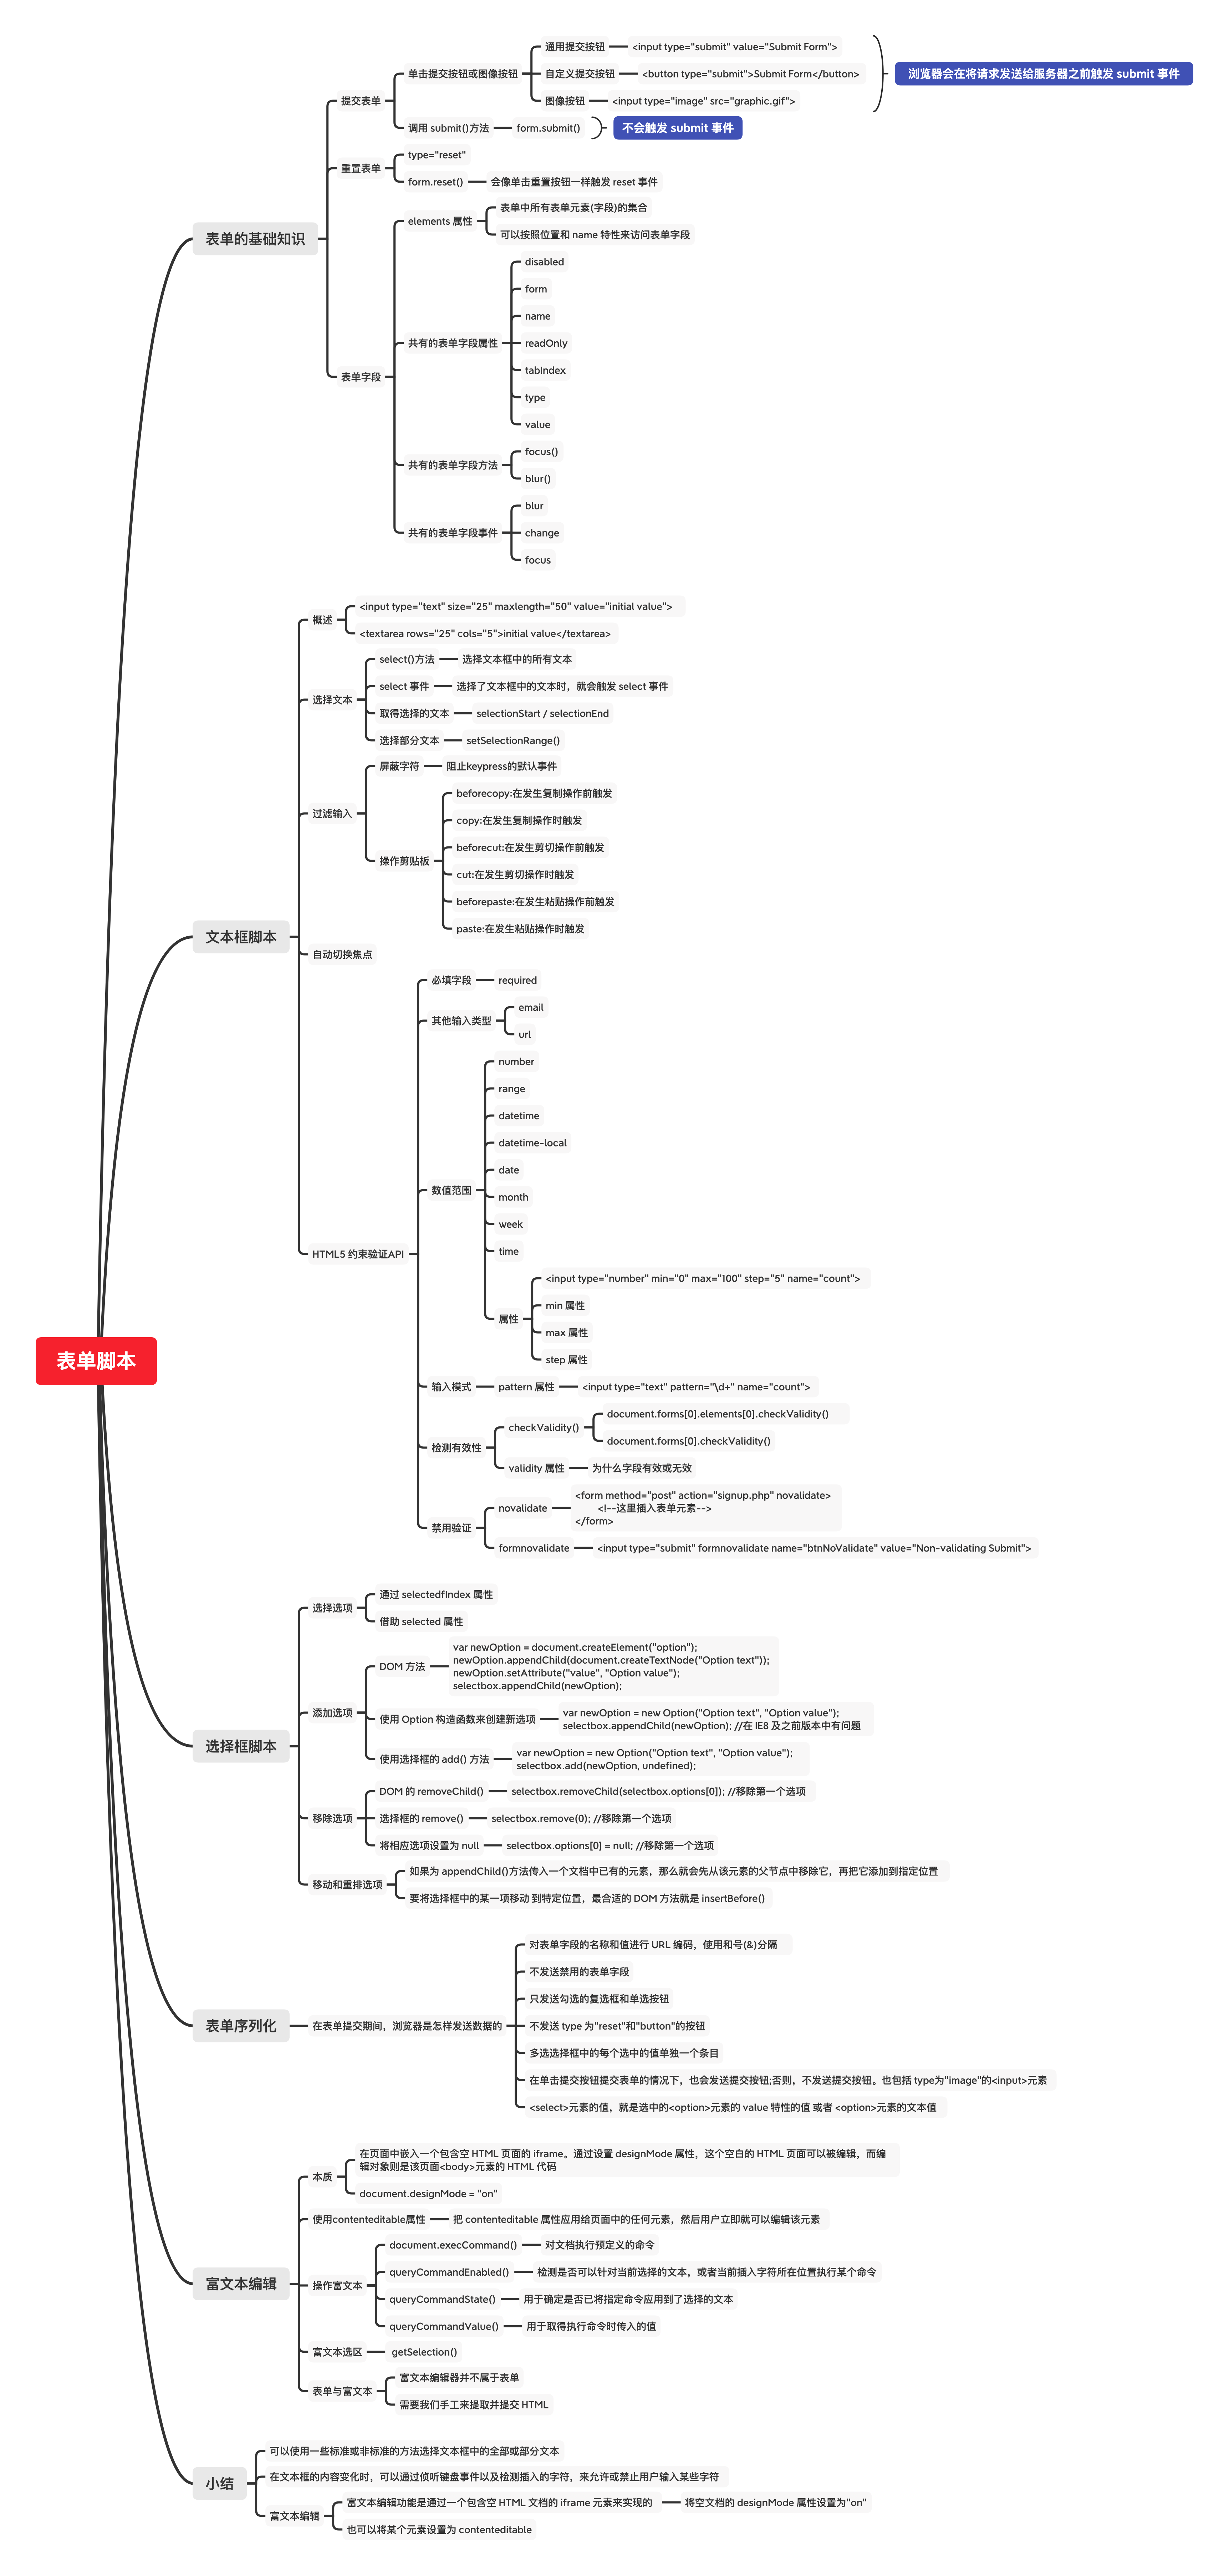 表单脚本
表单的基础知识
提交表单
单击提交按钮或图像按钮
通用提交按钮
<input type="submit" value="Submit Form">
自定义提交按钮
<button type="submit">Submit Form</button>
图像按钮
<input type="image" src="graphic.gif">
浏览器会在将请求发送给服务器之前触发 submit 事件
调用 submit()方法
form.submit()
不会触发 submit 事件
重置表单
type="reset"
form.reset()
会像单击重置按钮一样触发 reset 事件
表单字段
elements 属性
表单中所有表单元素(字段)的集合
可以按照位置和 name 特性来访问表单字段
共有的表单字段属性
disabled
form
name
readOnly
tabIndex
type
value
共有的表单字段方法
focus()
blur()
共有的表单字段事件
blur
change
focus
文本框脚本
概述
<input type="text" size="25" maxlength="50" value="initial value">
<textarea rows="25" cols="5">initial value</textarea>
选择文本
select()方法
选择文本框中的所有文本
select 事件
选择了文本框中的文本时，就会触发 select 事件
取得选择的文本
selectionStart / selectionEnd
选择部分文本
setSelectionRange()
过滤输入
屏蔽字符
阻止keypress的默认事件
操作剪贴板
beforecopy:在发生复制操作前触发
copy:在发生复制操作时触发
beforecut:在发生剪切操作前触发
cut:在发生剪切操作时触发
beforepaste:在发生粘贴操作前触发
paste:在发生粘贴操作时触发
自动切换焦点
HTML5 约束验证API
必填字段
required
其他输入类型
email
url
数值范围
number
range
datetime
datetime-local
date
month
week
time
属性
<input type="number" min="0" max="100" step="5" name="count">
min 属性
max 属性
step 属性
输入模式
pattern 属性
<input type="text" pattern="\d+" name="count">
检测有效性
checkValidity()
document.forms[0].elements[0].checkValidity()
document.forms[0].checkValidity()
validity 属性
为什么字段有效或无效
禁用验证
novalidate
<form method="post" action="signup.php" novalidate>
<!--这里插入表单元素-->
</form>
formnovalidate
<input type="submit" formnovalidate name="btnNoValidate" value="Non-validating Submit">
选择框脚本
选择选项
通过 selectedfIndex 属性
借助 selected 属性
添加选项
DOM 方法
var newOption = document.createElement("option");
newOption.appendChild(document.createTextNode("Option text"));
newOption.setAttribute("value", "Option value");
selectbox.appendChild(newOption);
使用 Option 构造函数来创建新选项
var newOption = new Option("Option text", "Option value");
selectbox.appendChild(newOption); //在 IE8 及之前版本中有问题
使用选择框的 add() 方法
var newOption = new Option("Option text", "Option value");
selectbox.add(newOption, undefined);
移除选项
DOM 的 removeChild()
selectbox.removeChild(selectbox.options[0]); //移除第一个选项
选择框的 remove()
selectbox.remove(0); //移除第一个选项
将相应选项设置为 null
selectbox.options[0] = null; //移除第一个选项
移动和重排选项
如果为 appendChild()方法传入一个文档中已有的元素，那么就会先从该元素的父节点中移除它，再把它添加到指定位置
要将选择框中的某一项移动 到特定位置，最合适的 DOM 方法就是 insertBefore()
表单序列化
在表单提交期间，浏览器是怎样发送数据的
对表单字段的名称和值进行 URL 编码，使用和号(&)分隔
不发送禁用的表单字段
只发送勾选的复选框和单选按钮
不发送 type 为"reset"和"button"的按钮
多选选择框中的每个选中的值单独一个条目
在单击提交按钮提交表单的情况下，也会发送提交按钮;否则，不发送提交按钮。也包括 type为"image"的<input>元素
<select>元素的值，就是选中的<option>元素的 value 特性的值 或者 <option>元素的文本值
富文本编辑
本质
在页面中嵌入一个包含空 HTML 页面的 iframe。通过设置 designMode 属性，这个空白的 HTML 页面可以被编辑，而编
辑对象则是该页面<body>元素的 HTML 代码
document.designMode = "on"
使用contenteditable属性
把 contenteditable 属性应用给页面中的任何元素，然后用户立即就可以编辑该元素
操作富文本
document.execCommand()
对文档执行预定义的命令
queryCommandEnabled()
检测是否可以针对当前选择的文本，或者当前插入字符所在位置执行某个命令
queryCommandState()
用于确定是否已将指定命令应用到了选择的文本
queryCommandValue()
用于取得执行命令时传入的值
富文本选区
getSelection()
表单与富文本
富文本编辑器并不属于表单
需要我们手工来提取并提交 HTML
小结
可以使用一些标准或非标准的方法选择文本框中的全部或部分文本
在文本框的内容变化时，可以通过侦听键盘事件以及检测插入的字符，来允许或禁止用户输入某些字符
富文本编辑
富文本编辑功能是通过一个包含空 HTML 文档的 iframe 元素来实现的
将空文档的 designMode 属性设置为"on"
也可以将某个元素设置为 contenteditable